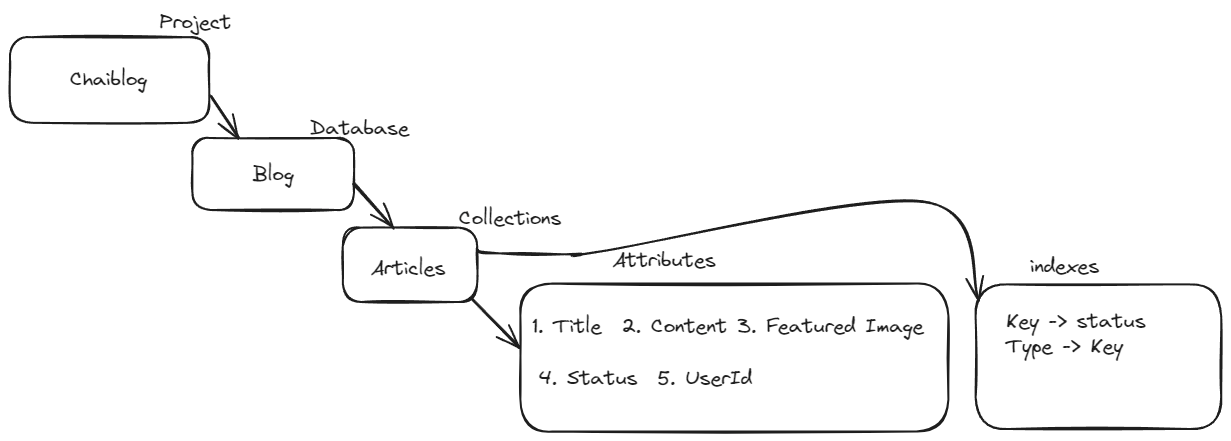 Project
Chaiblog
Database
Blog
Collections
Articles
Attributes
1. Title 2. Content 3. Featured Image
4. Status 5. UserId
indexes
Key -> status
Type -> Key